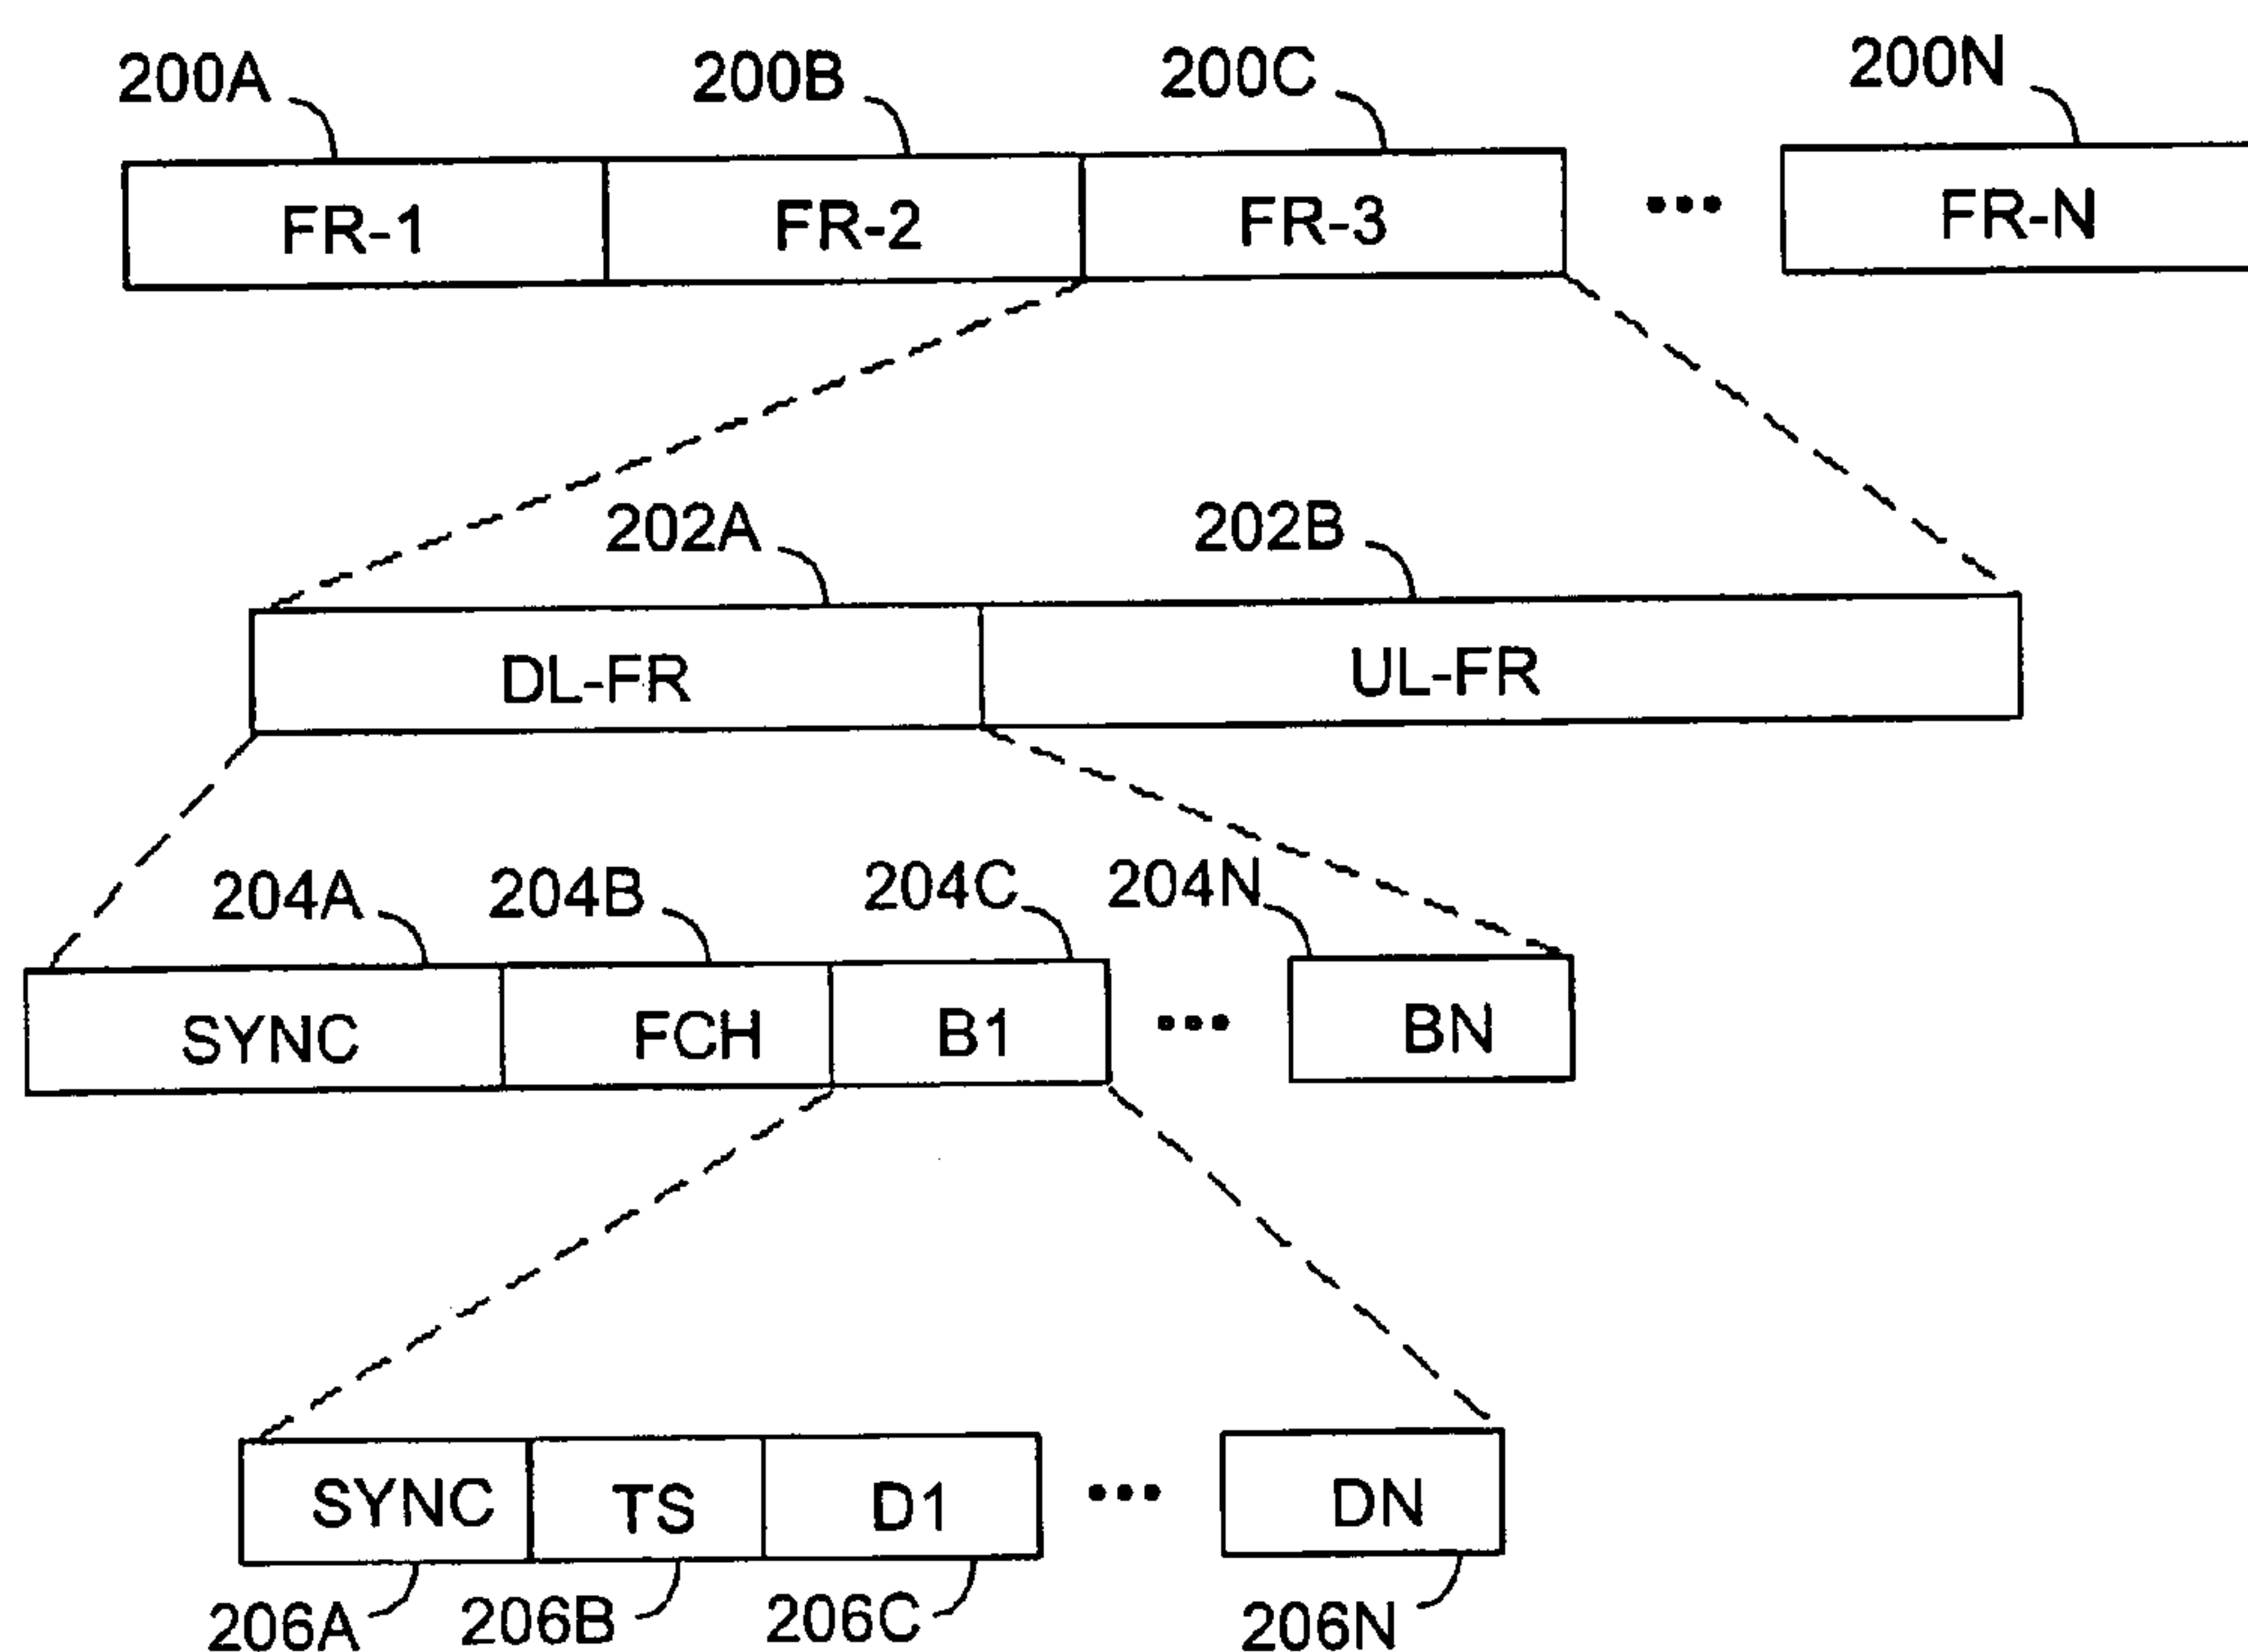 200A 200B 200C 200N
FR-1 FR-2 FR-3 ••• FR-N
202A 202B
DL-FR UL-FR
204A 204B 204C 204N
SYNC FCH B1 ••• BN
SYNC TS D1 ••• DN
206A 206B 206C 206N